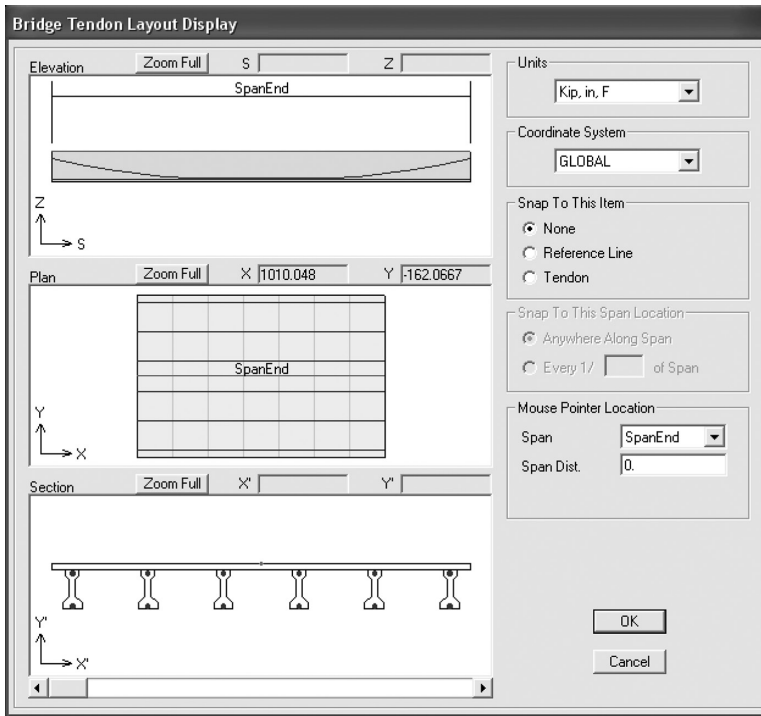 Bridge Tendon Layout Display
Elevation
Zoom Full
S
Z
SpanEnd
Z
S
Plan
Zoom Full
X 1010.048
Y -162.0667
SpanEnd
Y
X
Section
Zoom Full
X'
Y'
Y'
X'
Units
Kip, in, F
Coordinate System
GLOBAL
Snap To This Item
None
Reference Line
Tendon
Snap To This Span Location
Anywhere Along Span
Every 1/ of Span
Mouse Pointer Location
Span SpanEnd
Span Dist. 0.
OK
Cancel